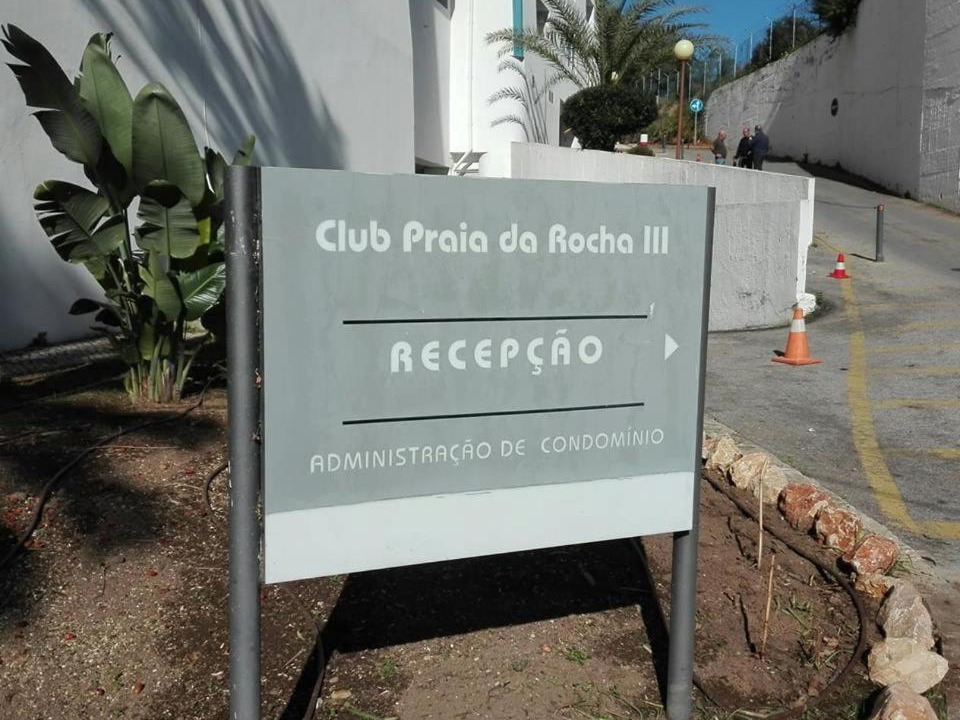 Club Praia da Rocha III
RECEPÇÃO
ADMINISTRAÇÃO DE CONDOMÍNIO